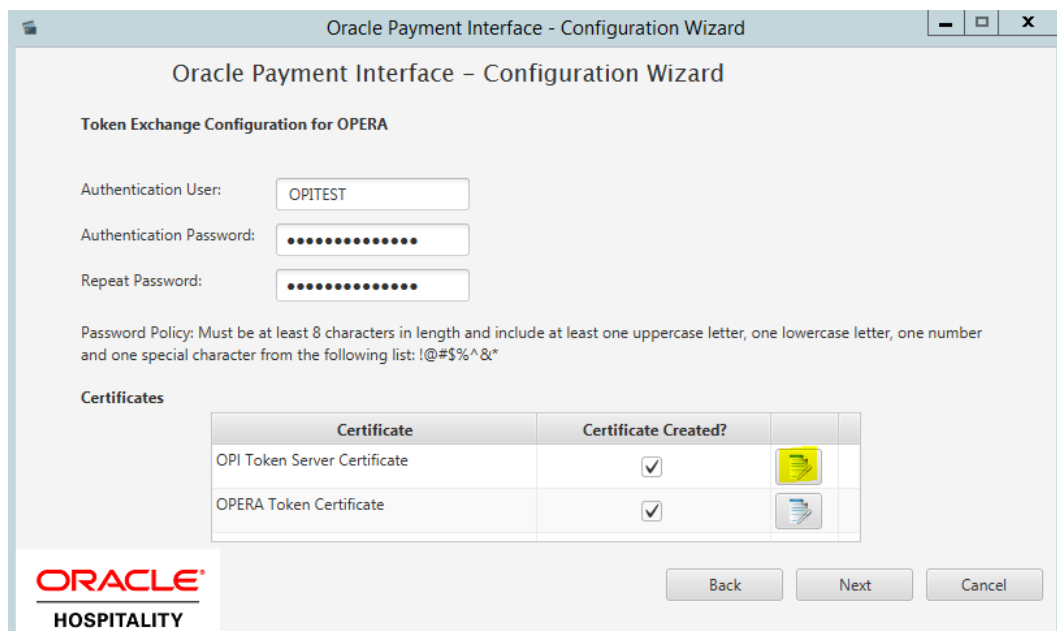 Oracle Payment Interface - Configuration Wizard
x
Oracle Payment Interface – Configuration Wizard
Token Exchange Configuration for OPERA
Authentication User: OPITEST
Authentication Password: ••••••••••••••
Repeat Password: ••••••••••••••
Password Policy: Must be at least 8 characters in length and include at least one uppercase letter, one lowercase letter, one number
and one special character from the following list: !@#$%^&*
Certificates
Certificate Certificate Created?
OPI Token Server Certificate
OPERA Token Certificate
ORACLE®
HOSPITALITY
Back Next Cancel